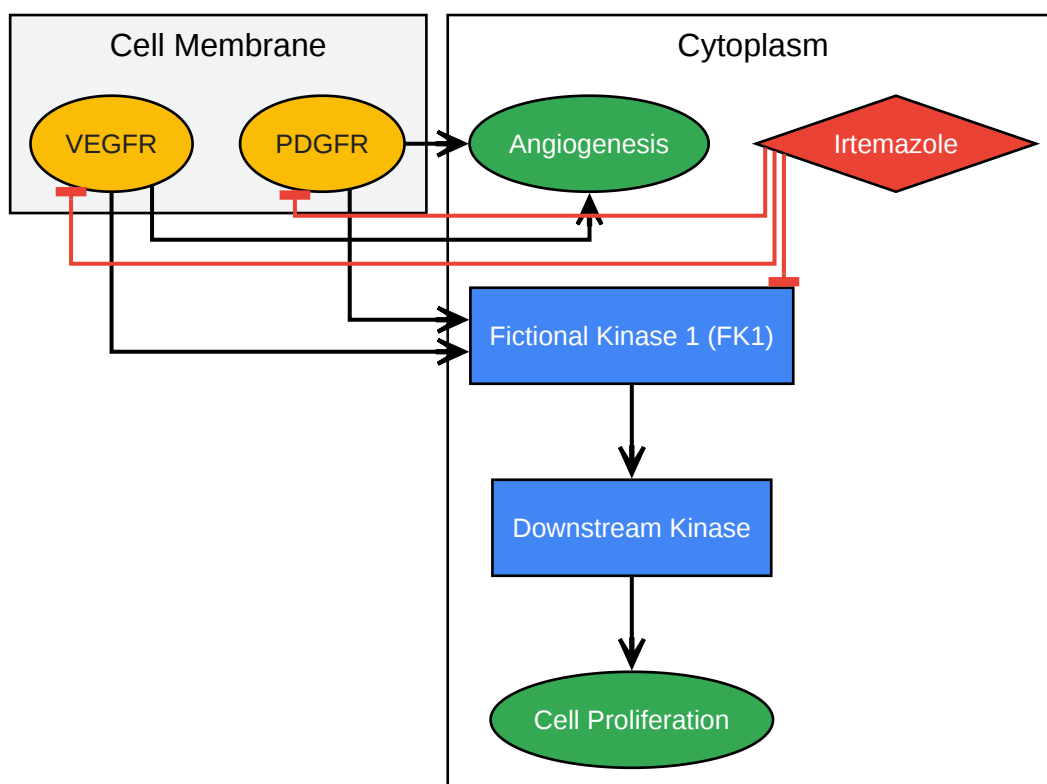 Cell Membrane
Cytoplasm
VEGFR
PDGFR
Angiogenesis
Irtemazole
Fictional Kinase 1 (FK1)
Downstream Kinase
Cell Proliferation